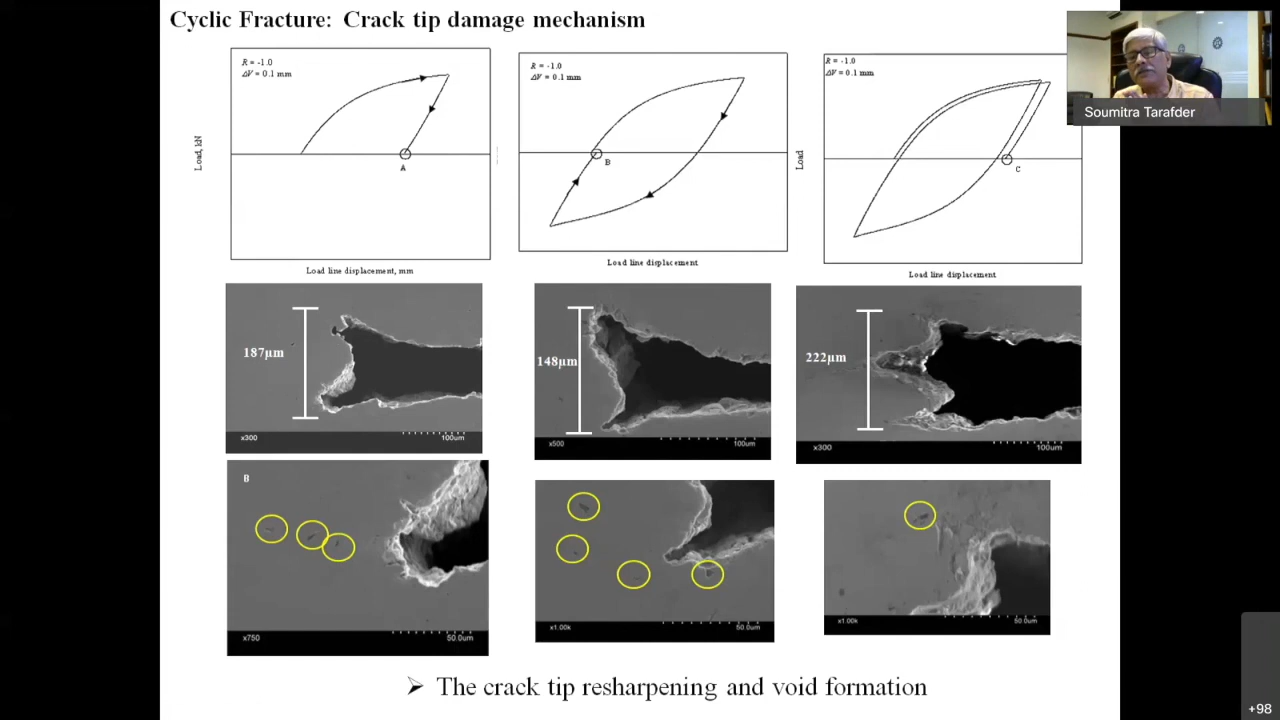 Cyclic Fracture: Crack tip damage mechanism
R = -1.0
ΔV = 0.1 mm
Load, kN
A
Load line displacement, mm
R = -1.0
ΔV = 0.1 mm
B
Load line displacement
R = -1.0
ΔV = 0.1 mm
Load
C
Load line displacement
Soumitra Tarafder
187µm
x300
100um
148µm
x500
100um
222µm
x300
100um
B
x750
50.0um
x1.00k
50.0um
x1.00k
50.0um
➢ The crack tip resharpening and void formation
+98